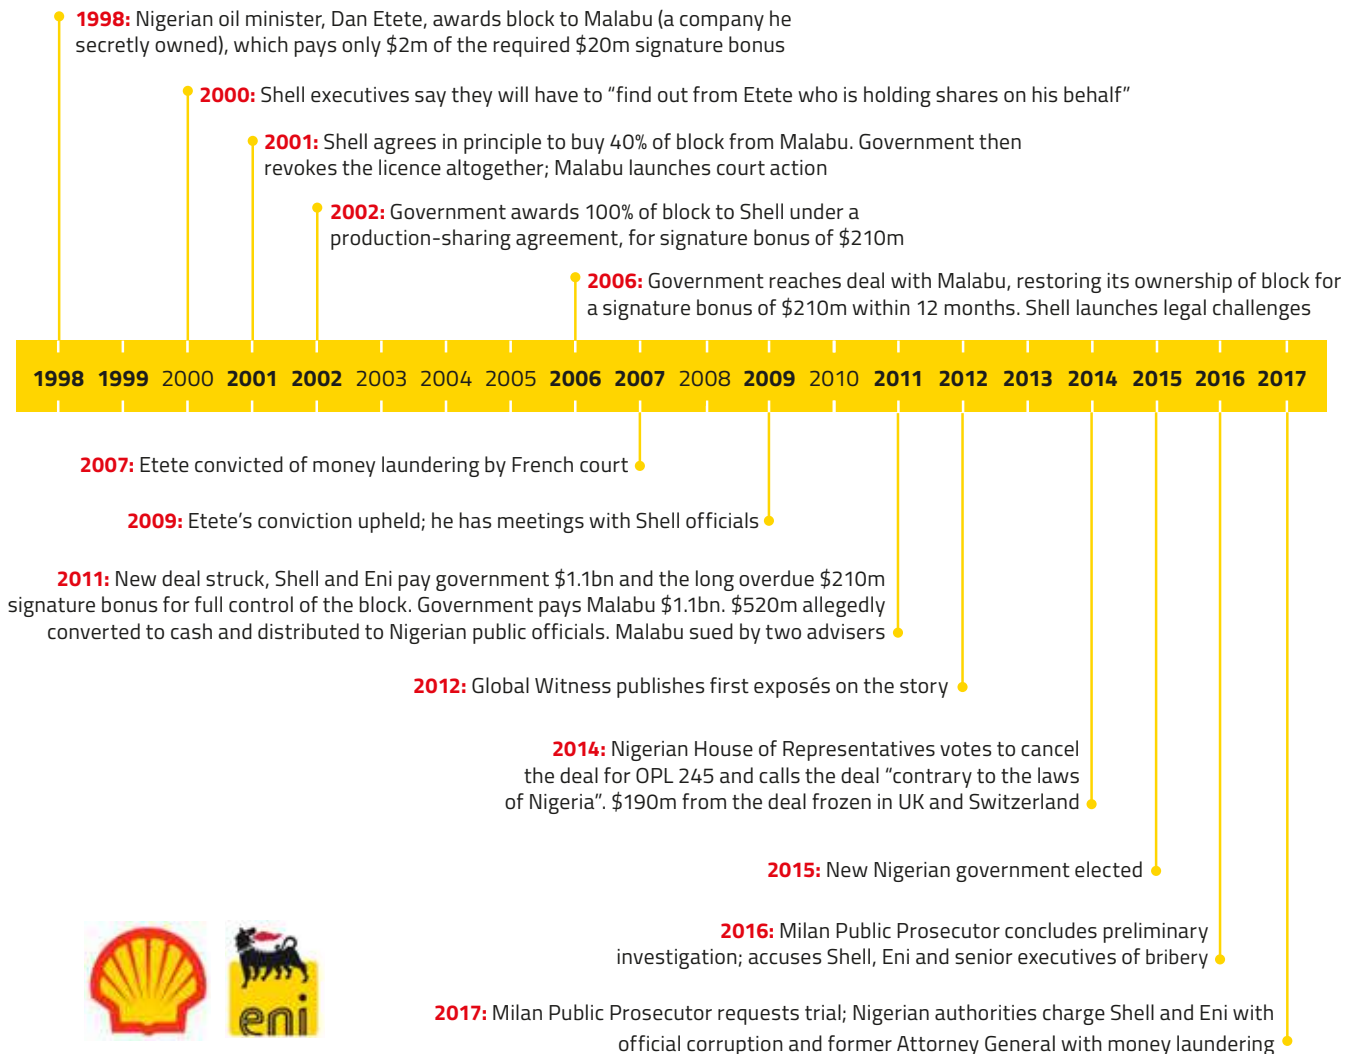 1998: Nigerian oil minister, Dan Etete, awards block to Malabu (a company he
secretly owned), which pays only $2m of the required $20m signature bonus
2000: Shell executives say they will have to “find out from Etete who is holding shares on his behalf”
2001: Shell agrees in principle to buy 40% of block from Malabu. Government then
revokes the licence altogether; Malabu launches court action
2002: Government awards 100% of block to Shell under a
production-sharing agreement, for signature bonus of $210m
2006: Government reaches deal with Malabu, restoring its ownership of block for
a signature bonus of $210m within 12 months. Shell launches legal challenges
1998 1999 2000 2001 2002 2003 2004 2005 2006 2007 2008 2009 2010 2011 2012 2013 2014 2015 2016 2017
2007: Etete convicted of money laundering by French court
2009: Etete’s conviction upheld; he has meetings with Shell officials
2011: New deal struck, Shell and Eni pay government $1.1bn and the long overdue $210m
signature bonus for full control of the block. Government pays Malabu $1.1bn. $520m allegedly
converted to cash and distributed to Nigerian public officials. Malabu sued by two advisers
2012: Global Witness publishes first exposés on the story
2014: Nigerian House of Representatives votes to cancel
the deal for OPL 245 and calls the deal “contrary to the laws
of Nigeria”. $190m from the deal frozen in UK and Switzerland
2015: New Nigerian government elected
2016: Milan Public Prosecutor concludes preliminary
investigation; accuses Shell, Eni and senior executives of bribery
2017: Milan Public Prosecutor requests trial; Nigerian authorities charge Shell and Eni with
official corruption and former Attorney General with money laundering
eni